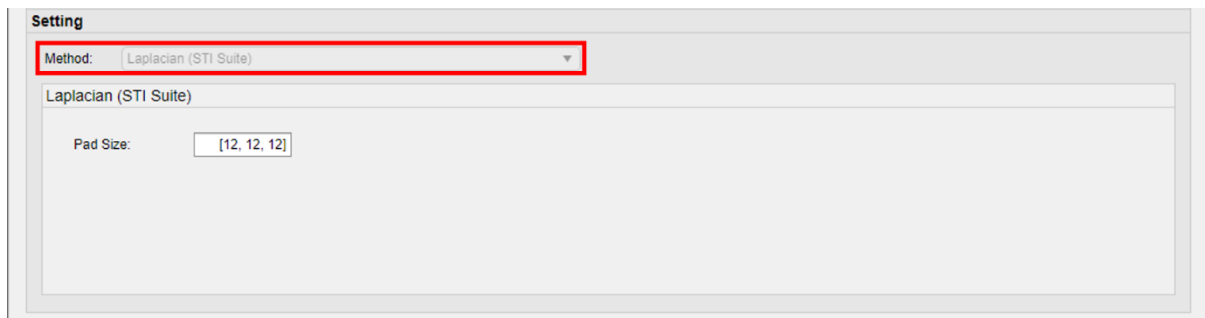 Setting
Method: Laplacian (STI Suite)
Laplacian (STI Suite)
Pad Size: [12, 12, 12]